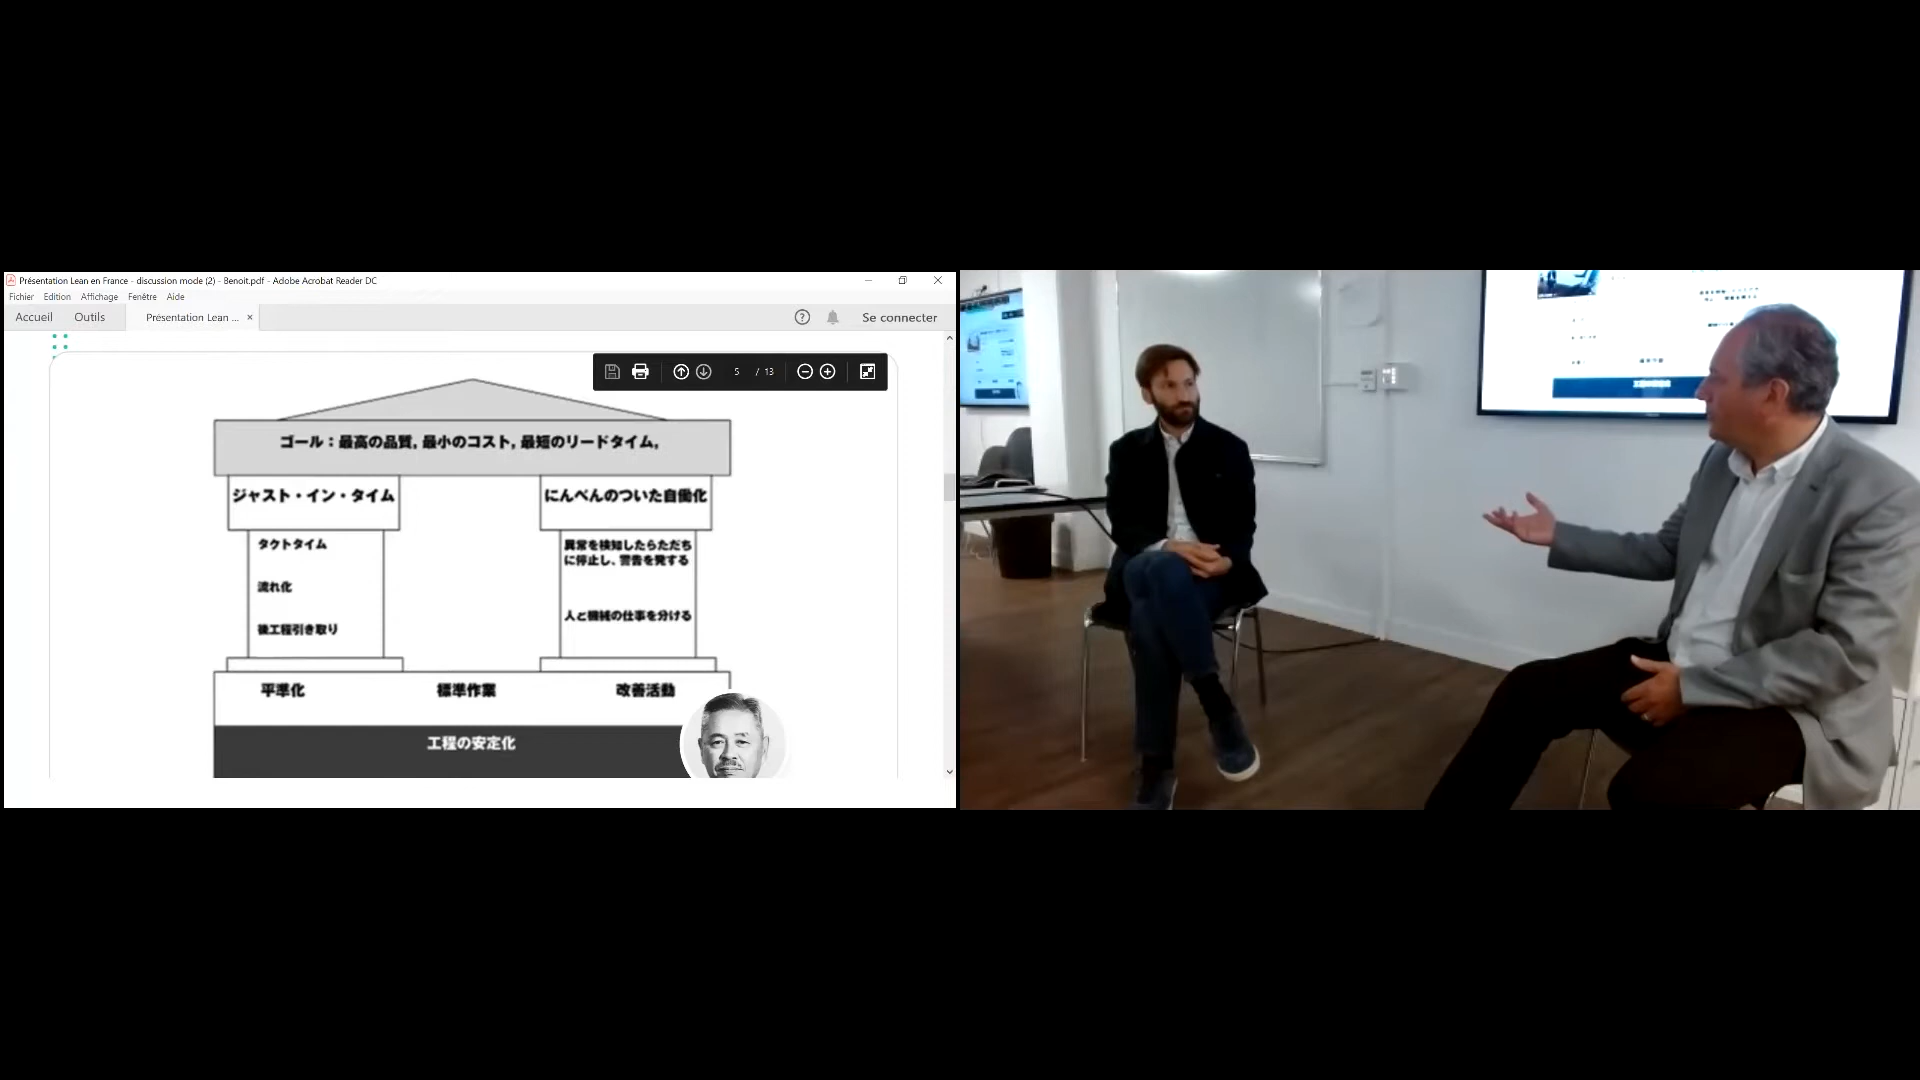 Présentation Lean en France - discussion mode (2) - Benoit.pdf - Adobe Acrobat Reader DC
Fichier Edition Affichage Fenêtre Aide
Accueil Outils Présentation Lean ... × Se connecter
5 / 13
ゴール：最高の品質, 最小のコスト, 最短のリードタイム,
ジャスト・イン・タイム
にんべんのついた自働化
タクトタイム
流れ化
後工程引き取り
異常を検知したらただち
に停止し、警告を発する
人と機械の仕事を分ける
平準化 標準作業 改善活動
工程の安定化
工程の安定化